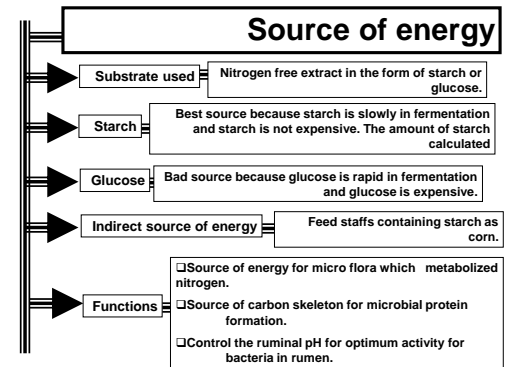 Source of energy
Substrate used
Nitrogen free extract in the form of starch or
glucose.
Starch
Best source because starch is slowly in fermentation
and starch is not expensive. The amount of starch
calculated
Glucose
Bad source because glucose is rapid in fermentation
and glucose is expensive.
Indirect source of energy
Feed staffs containing starch as
corn.
Functions
❑Source of energy for micro flora which metabolized
nitrogen.
❑Source of carbon skeleton for microbial protein
formation.
❑Control the ruminal pH for optimum activity for
bacteria in rumen.